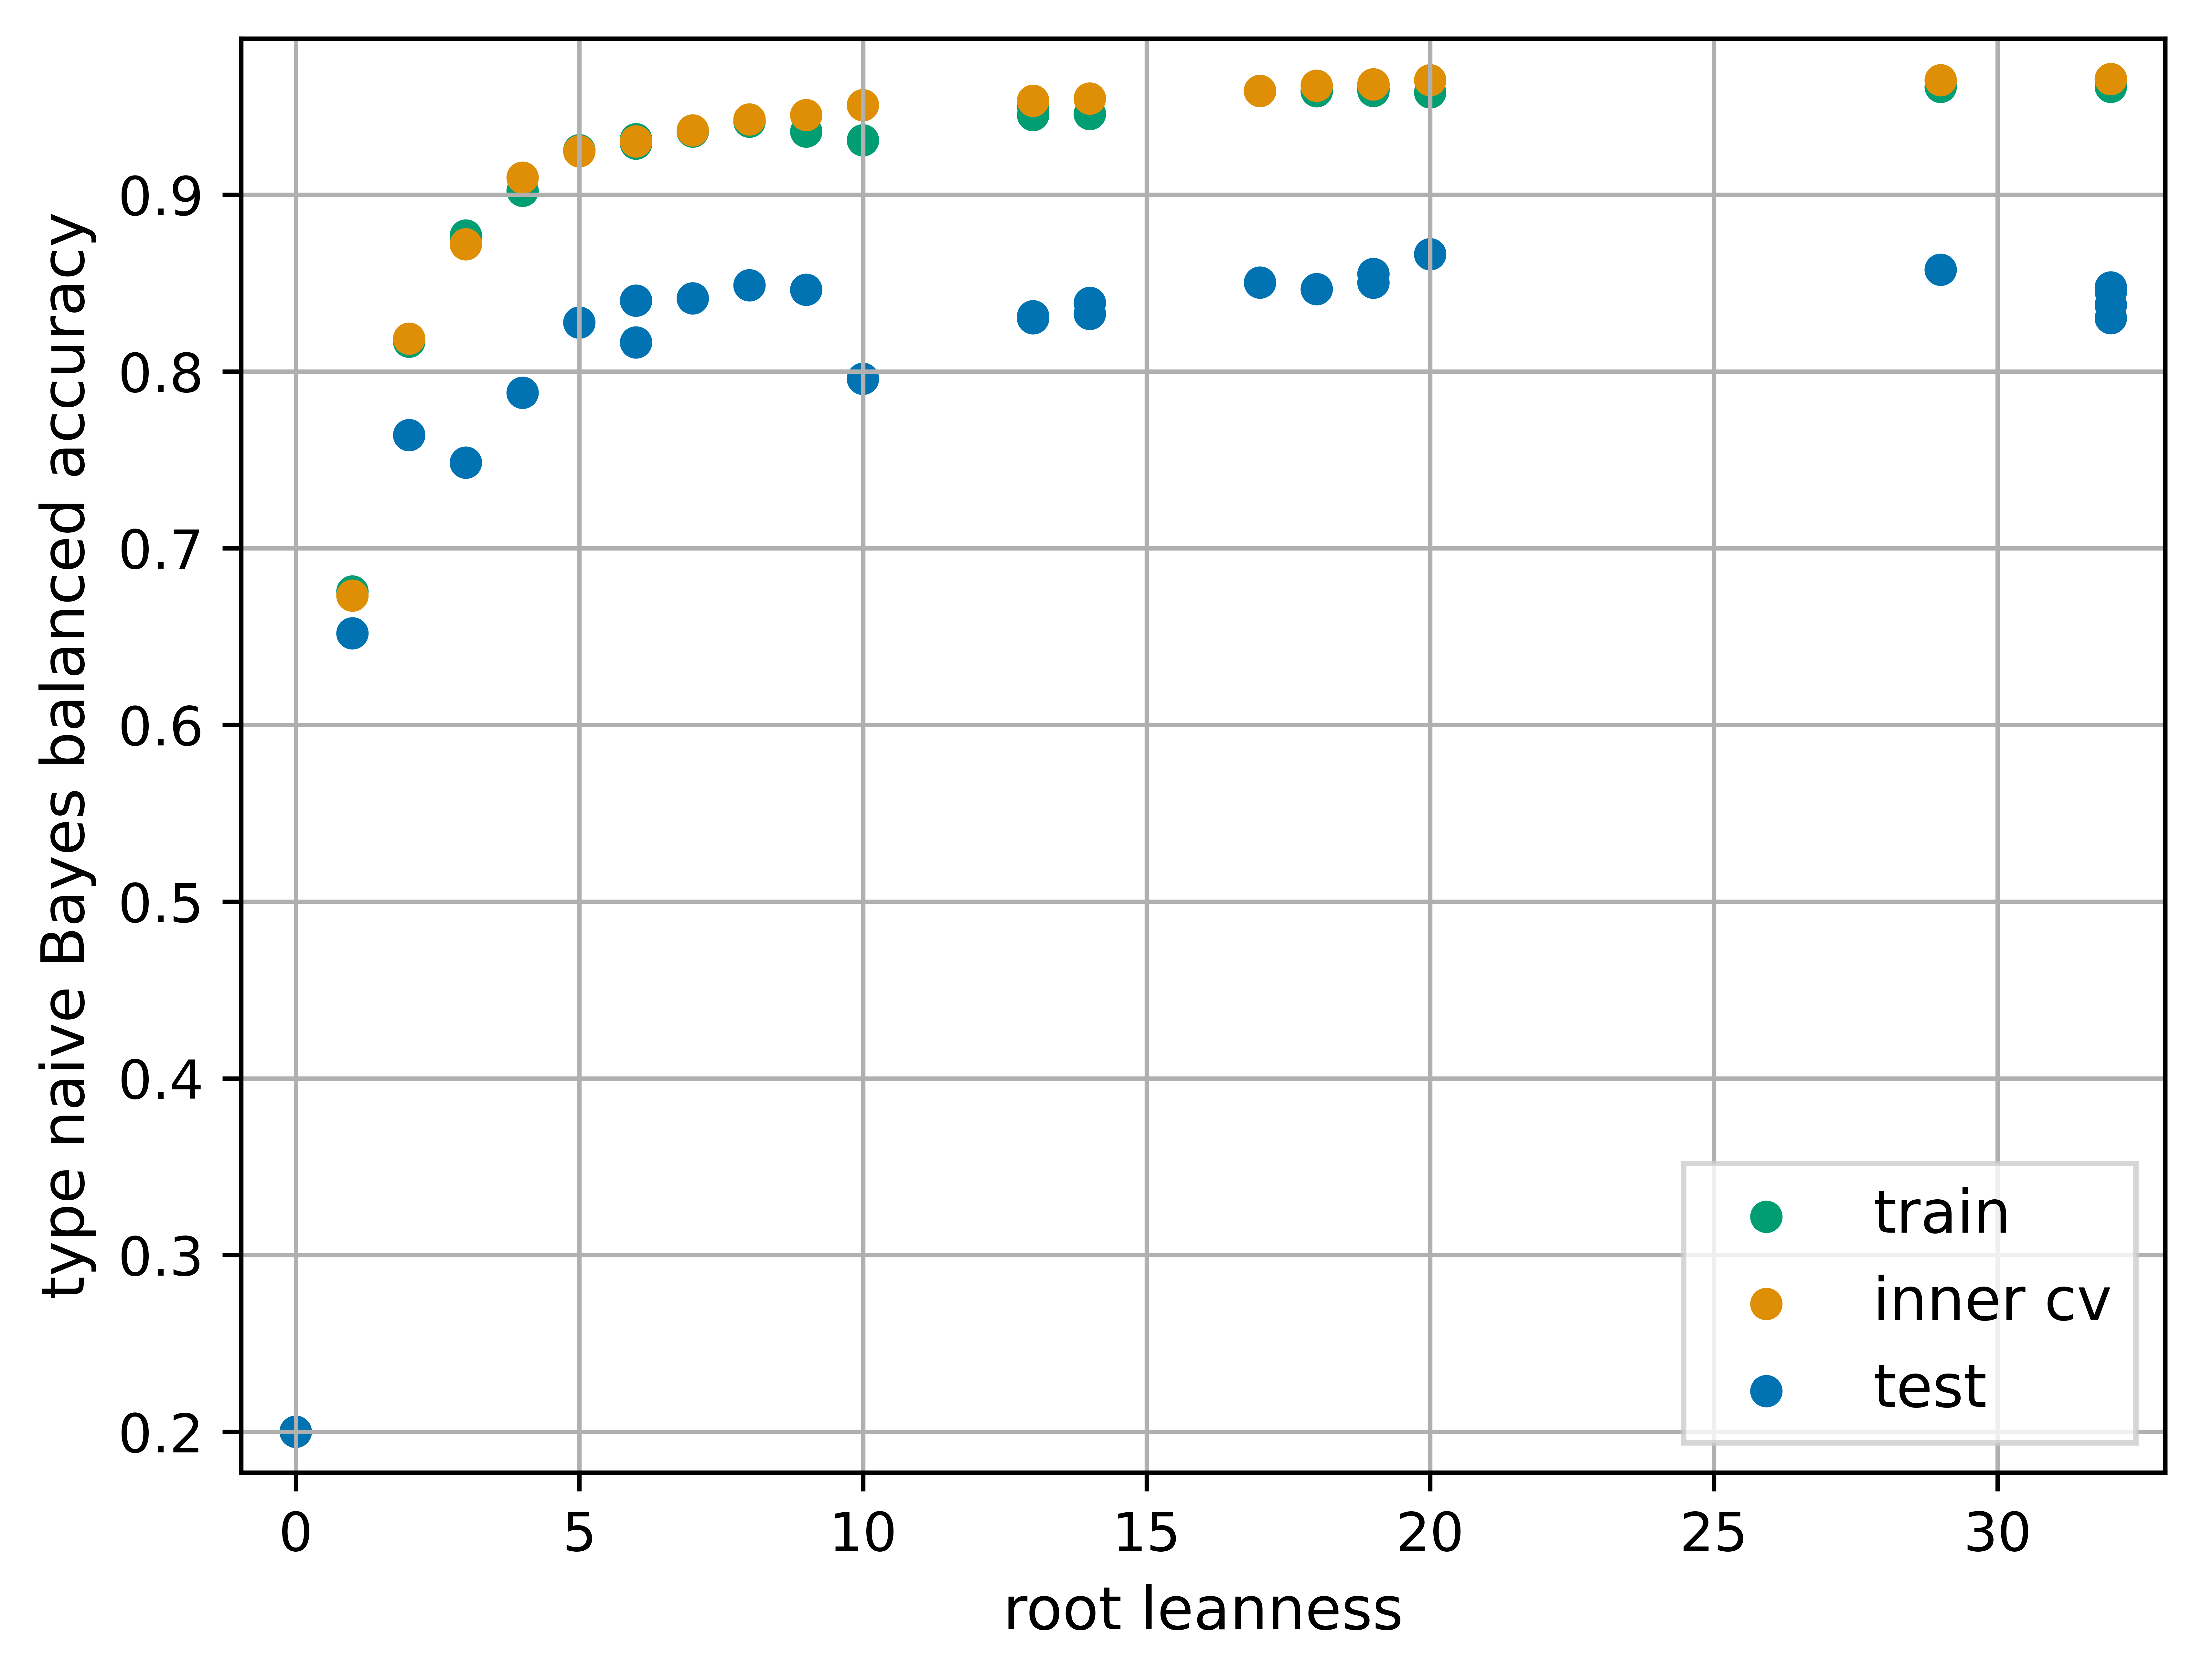 type naive Bayes balanced accuracy
0.9
0.8
0.7
0.6
0.5
0.4
0.3
0.2
train
inner cv
test
0 5 10 15 20 25 30
root leanness